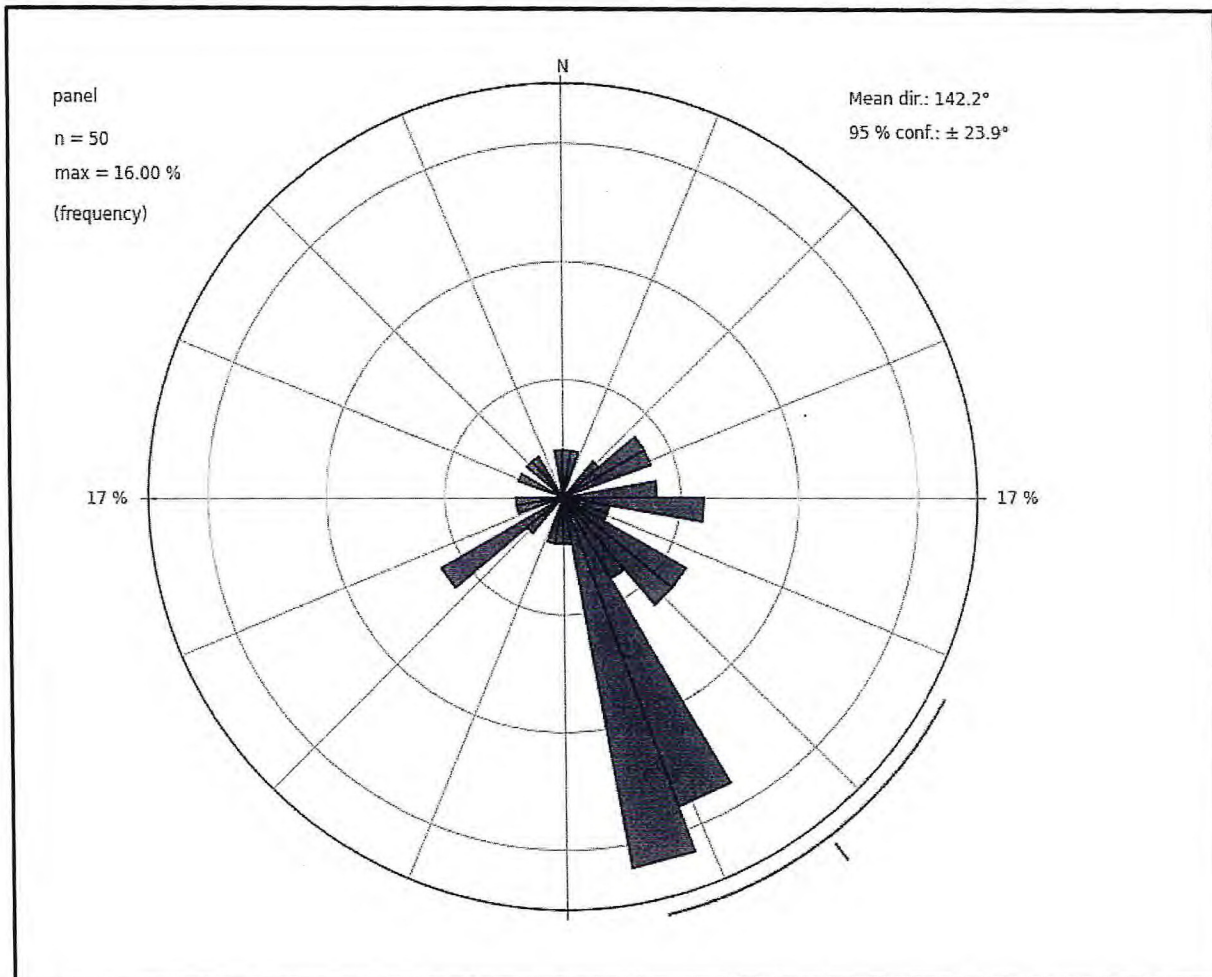 N
panel
n = 50
max = 16.00 %
(frequency)
Mean dir.: 142.2°
95 % conf.: ± 23.9°
17 %
17 %